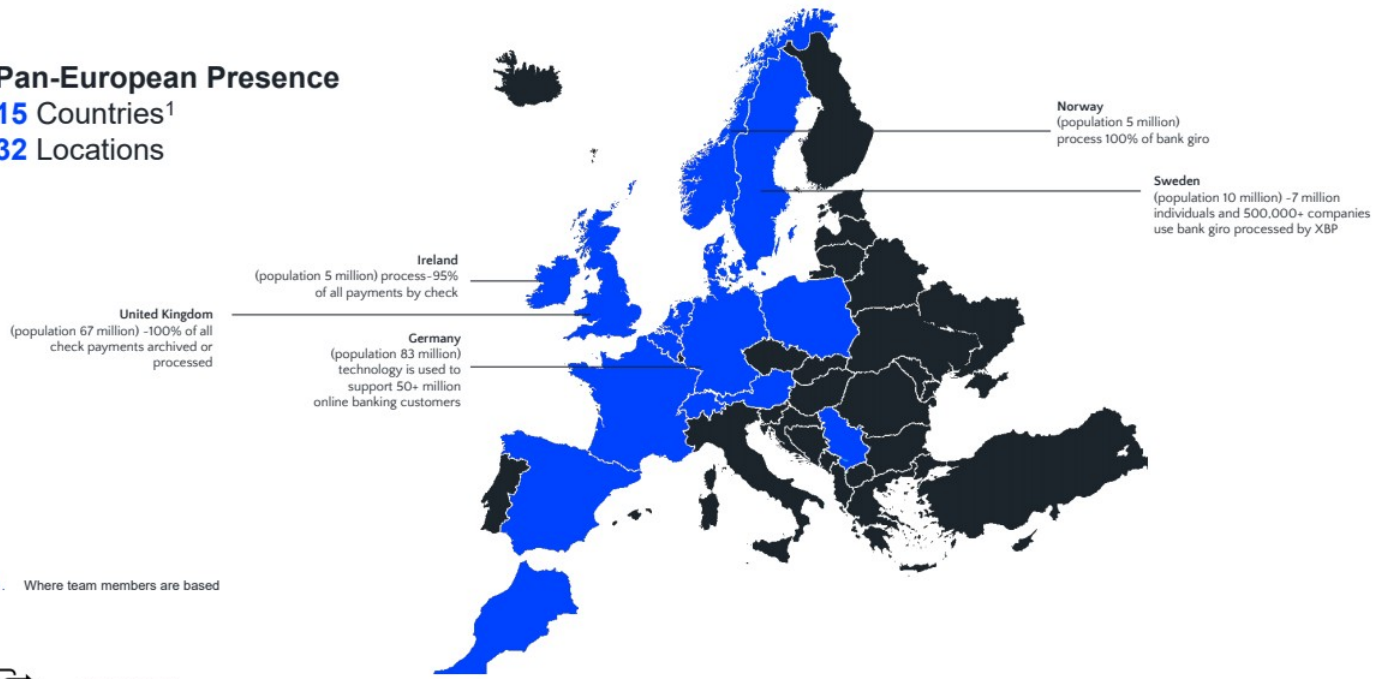 Pan-European Presence
15 Countries¹
32 Locations
Norway
(population 5 million)
process 100% of bank giro
Sweden
(population 10 million) ~7 million
individuals and 500,000+ companies
use bank giro processed by XBP
Ireland
(population 5 million) process~95%
of all payments by check
United Kingdom
(population 67 million) ~100% of all
check payments archived or
processed
Germany
(population 83 million)
technology is used to
support 50+ million
online banking customers
. Where team members are based